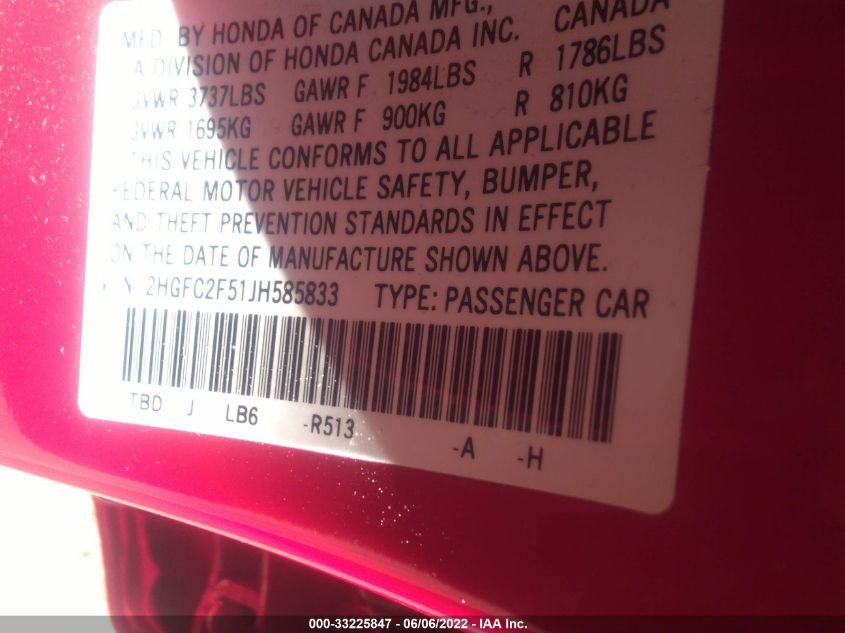 MFD BY HONDA OF CANADA MFG., CANADA
A DIVISION OF HONDA CANADA INC.
GVWR 3737LBS GAWR F 1984LBS R 1786LBS
GVWR 1695KG GAWR F 900KG R 810KG
THIS VEHICLE CONFORMS TO ALL APPLICABLE
FEDERAL MOTOR VEHICLE SAFETY, BUMPER,
AND THEFT PREVENTION STANDARDS IN EFFECT
ON THE DATE OF MANUFACTURE SHOWN ABOVE.
2HGFC2F51JH585833 TYPE: PASSENGER CAR
TBD J LB6 -R513 -A -H
000-33225847 - 06/06/2022 - IAA Inc.